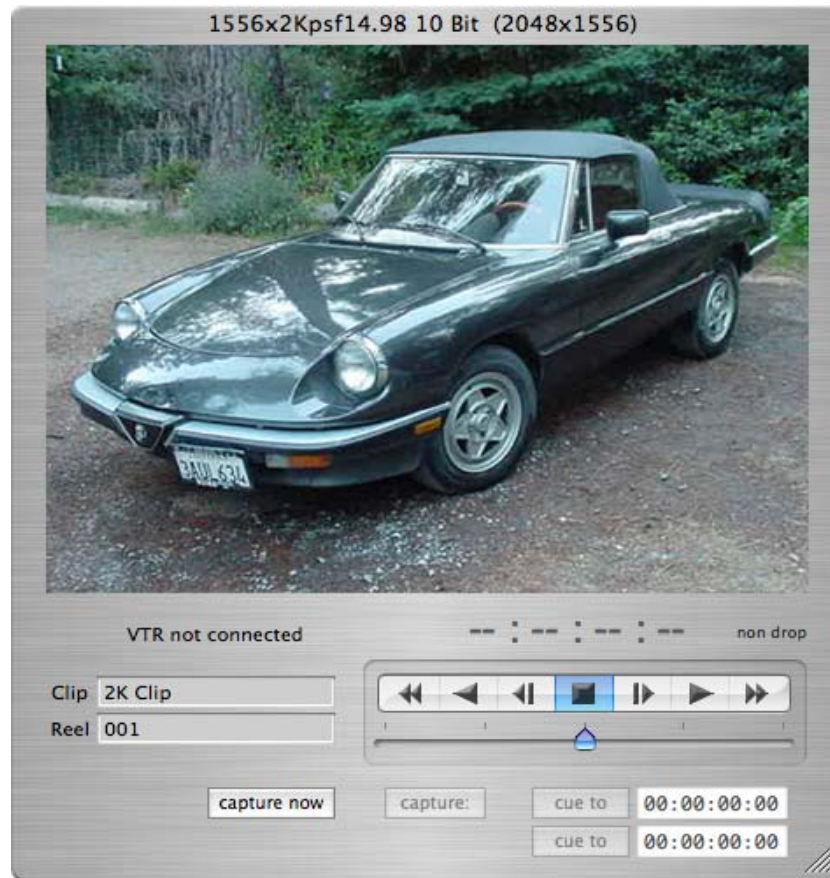 1556x2Kpsf14.98 10 Bit (2048x1556)
3AUL634
VTR not connected
-- : -- : -- : --
non drop
Clip 2K Clip
Reel 001
capture now
capture:
cue to 00:00:00:00
cue to 00:00:00:00